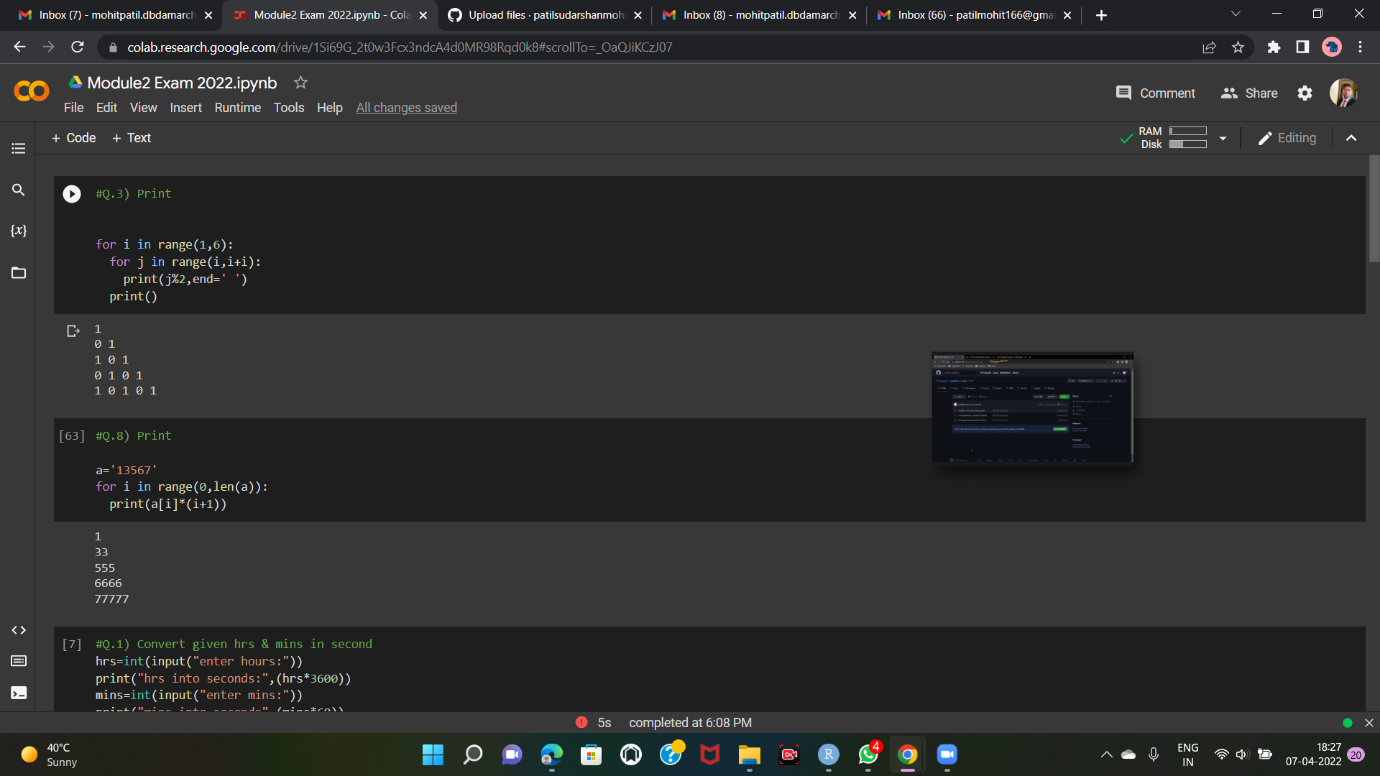 Inbox (7) - mohitpatil.dbdamarch
Module2 Exam 2022.ipynb - Cola
Upload files · patilsudarshanmohi
Inbox (8) - mohitpatil.dbdamarch
Inbox (66) - patilmohit166@gma
colab.research.google.com/drive/1Si69G_2t0w3Fcx3ndcA4d0MR98Rqd0k8#scrollTo=_OaQJiKCzJ07
Module2 Exam 2022.ipynb
Comment
Share
File Edit View Insert Runtime Tools Help All changes saved
+ Code + Text
RAM
Disk
Editing
#Q.3) Print
for i in range(1,6):
for j in range(i,i+i):
print(j%2,end=' ')
print()
1
0 1
1 0 1
0 1 0 1
1 0 1 0 1
[63] #Q.8) Print
a='13567'
for i in range(0,len(a)):
print(a[i]*(i+1))
1
33
555
6666
77777
[7] #Q.1) Convert given hrs & mins in second
hrs=int(input("enter hours:"))
print("hrs into seconds:",(hrs*3600))
mins=int(input("enter mins:"))
5s completed at 6:08 PM
40°C
Sunny
4
ENG
IN
18:27
07-04-2022
20